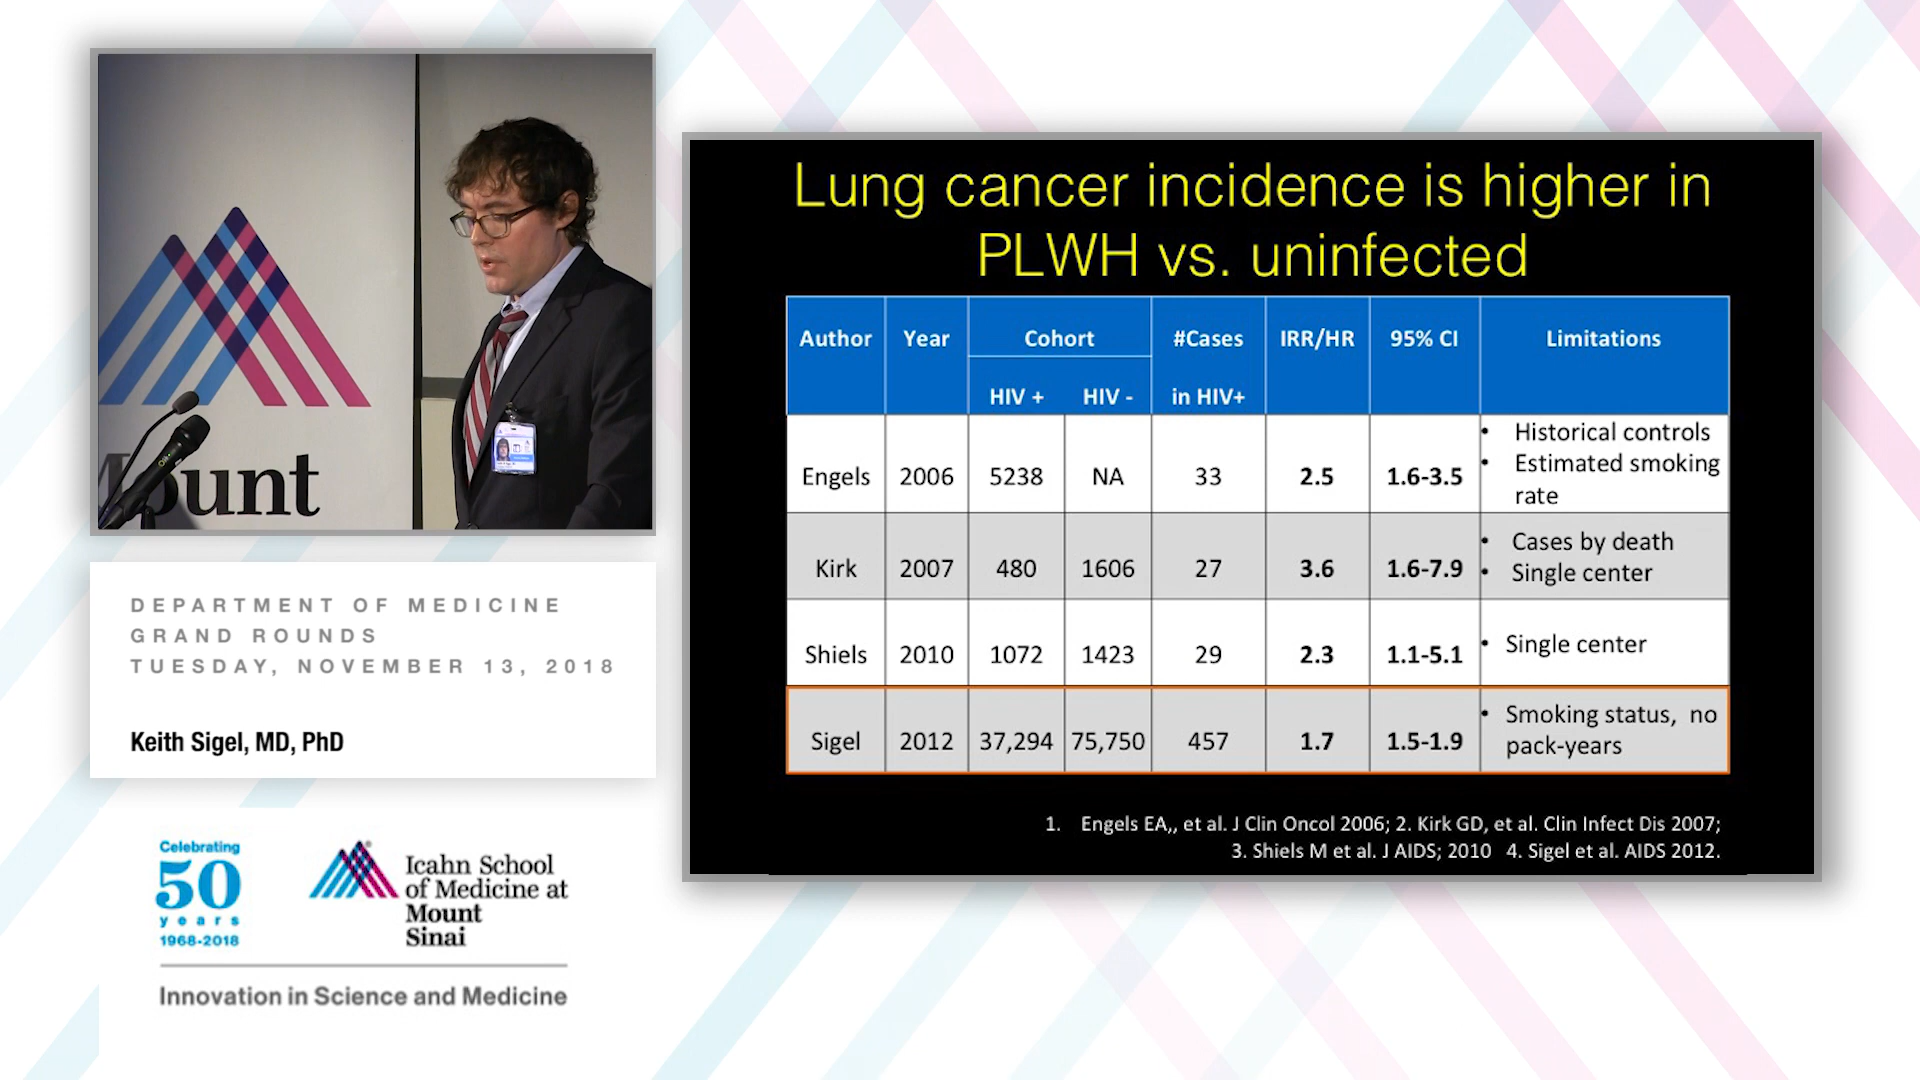 Mount
DEPARTMENT OF MEDICINE
GRAND ROUNDS
TUESDAY, NOVEMBER 13, 2018
Keith Sigel, MD, PhD
Celebrating
50
years
1968-2018
Icahn School
of Medicine at
Mount
Sinai
Innovation in Science and Medicine
Lung cancer incidence is higher in
PLWH vs. uninfected
Author Year Cohort #Cases IRR/HR 95% CI Limitations
HIV + HIV - in HIV+
Engels 2006 5238 NA 33 2.5 1.6-3.5 • Historical controls
• Estimated smoking
rate
Kirk 2007 480 1606 27 3.6 1.6-7.9 • Cases by death
• Single center
Shiels 2010 1072 1423 29 2.3 1.1-5.1 • Single center
Sigel 2012 37,294 75,750 457 1.7 1.5-1.9 • Smoking status, no
pack-years
1. Engels EA,, et al. J Clin Oncol 2006; 2. Kirk GD, et al. Clin Infect Dis 2007;
3. Shiels M et al. J AIDS; 2010 4. Sigel et al. AIDS 2012.